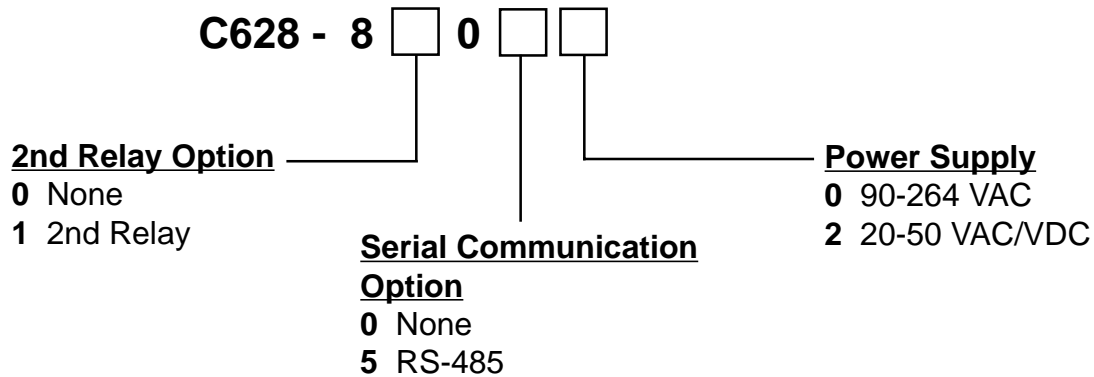 C628 - 8 0
2nd Relay Option
0 None
1 2nd Relay
Serial Communication
Option
0 None
5 RS-485
Power Supply
0 90-264 VAC
2 20-50 VAC/VDC